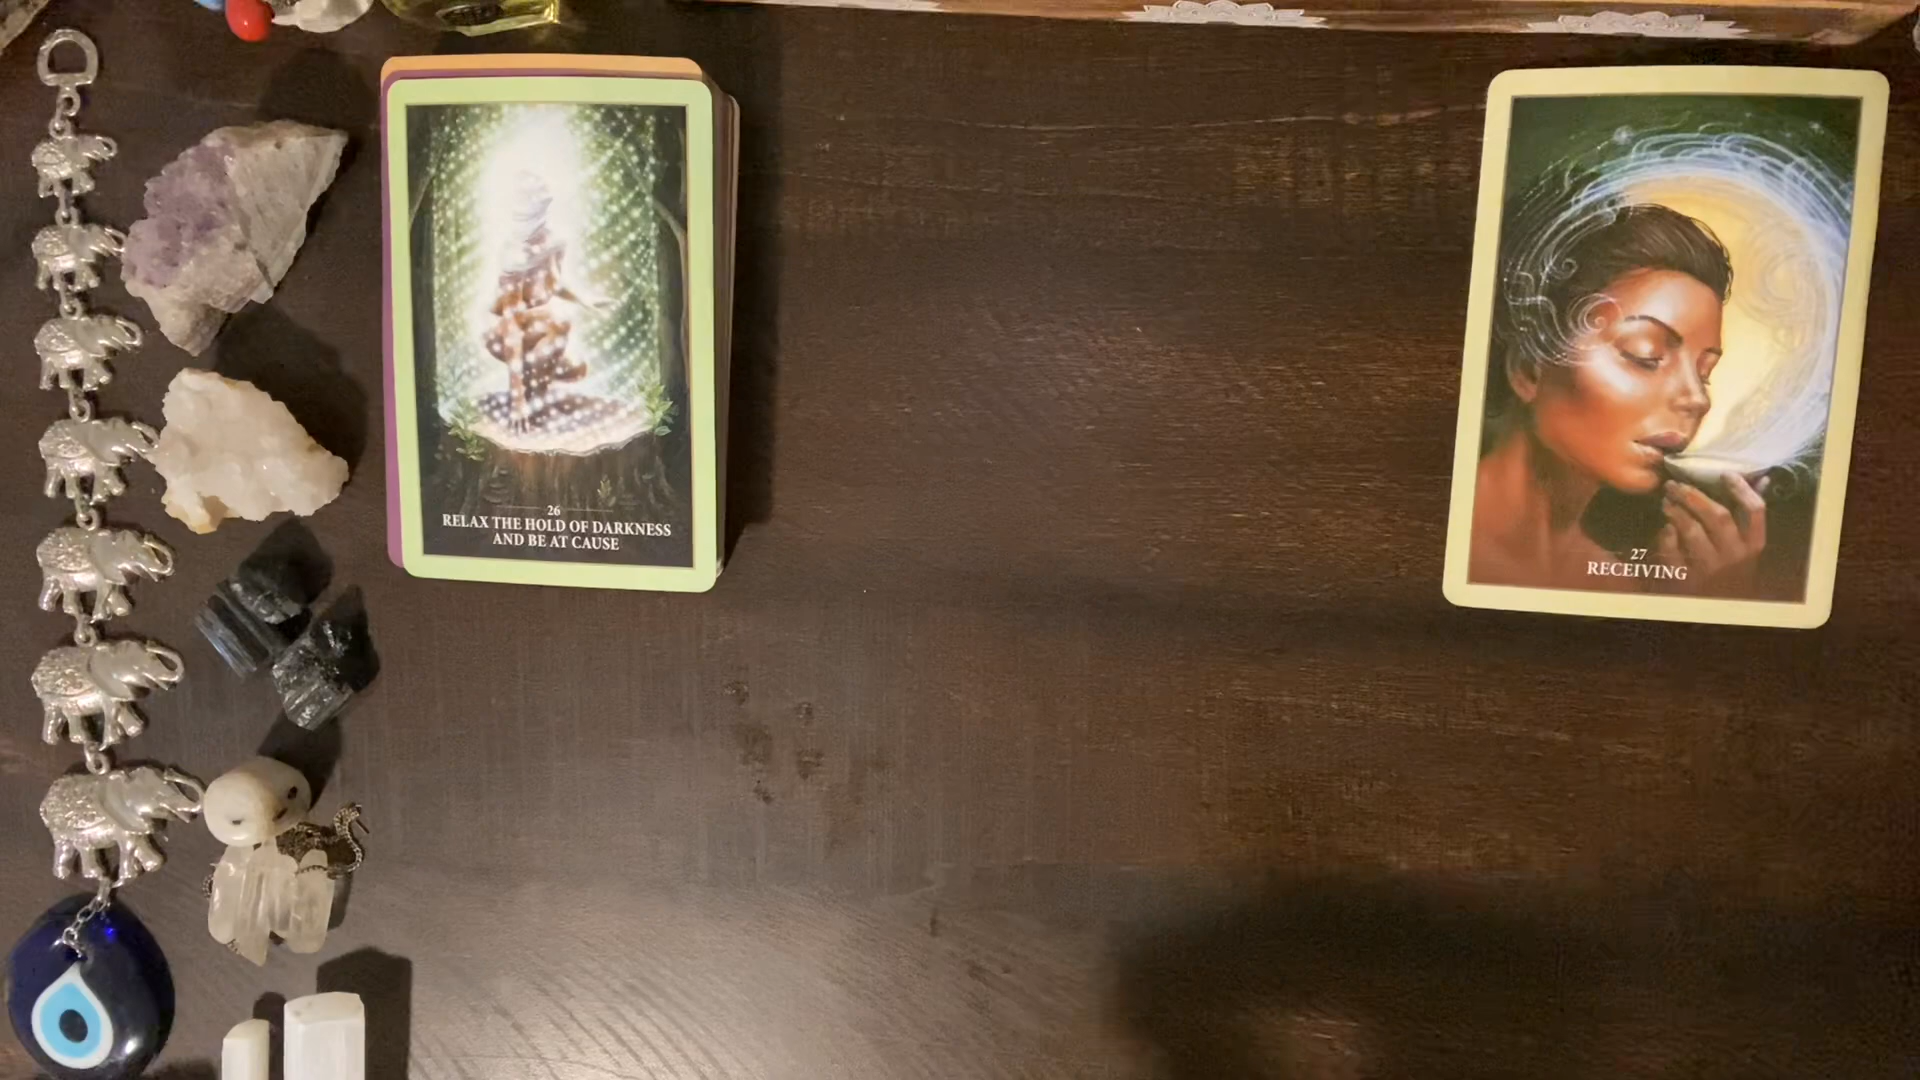 26
RELAX THE HOLD OF DARKNESS
AND BE AT CAUSE
27
RECEIVING